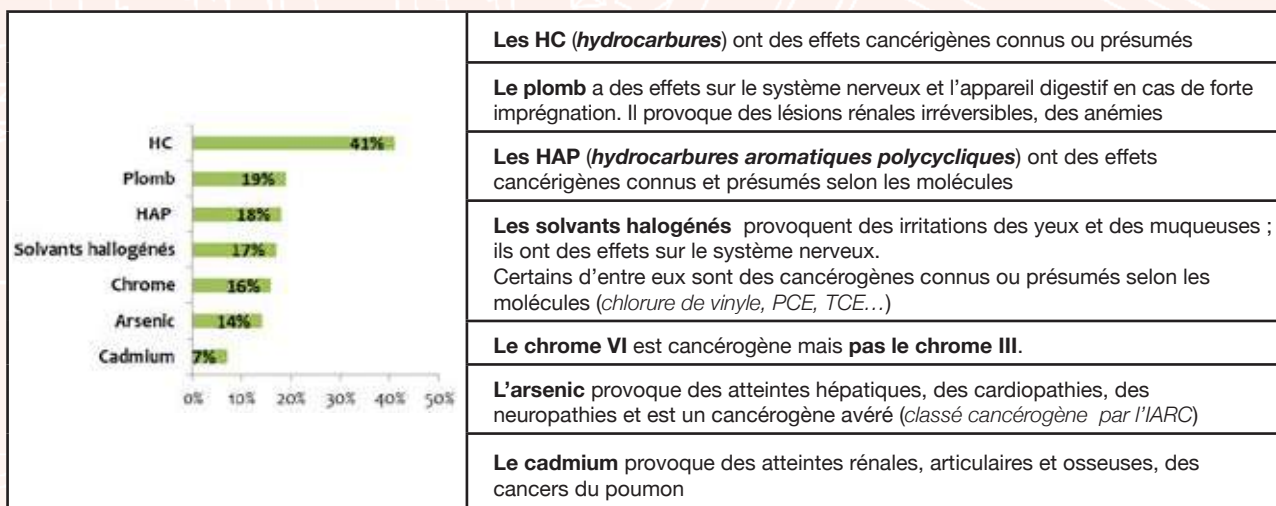 HC 41%
Plomb 19%
HAP 18%
Solvants hallogénés 17%
Chrome 16%
Arsenic 14%
Cadmium 7%
0% 10% 20% 30% 40% 50%
Les HC (hydrocarbures) ont des effets cancérigènes connus ou présumés
Le plomb a des effets sur le système nerveux et l'appareil digestif en cas de forte
imprégnation. Il provoque des lésions rénales irréversibles, des anémies
Les HAP (hydrocarbures aromatiques polycycliques) ont des effets
cancérigènes connus et présumés selon les molécules
Les solvants halogénés provoquent des irritations des yeux et des muqueuses ;
ils ont des effets sur le système nerveux.
Certains d'entre eux sont des cancérogènes connus ou présumés selon les
molécules (chlorure de vinyle, PCE, TCE…)
Le chrome VI est cancérogène mais pas le chrome III.
L'arsenic provoque des atteintes hépatiques, des cardiopathies, des
neuropathies et est un cancérogène avéré (classé cancérogène par l'IARC)
Le cadmium provoque des atteintes rénales, articulaires et osseuses, des
cancers du poumon